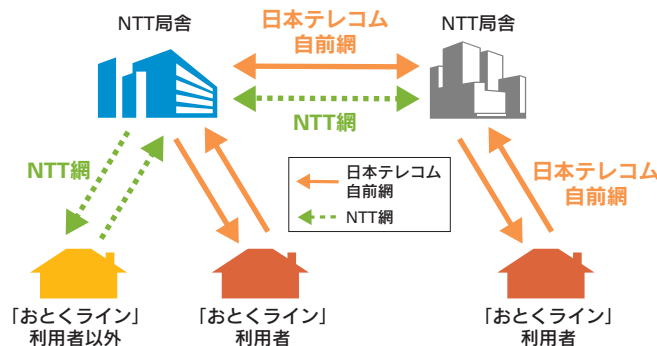 NTT局舎
日本テレコム
自前網
NTT局舎
NTT網
NTT網
日本テレコム
自前網
NTT網
日本テレコム
自前網
「おとくライン」
利用者以外
「おとくライン」
利用者
「おとくライン」
利用者